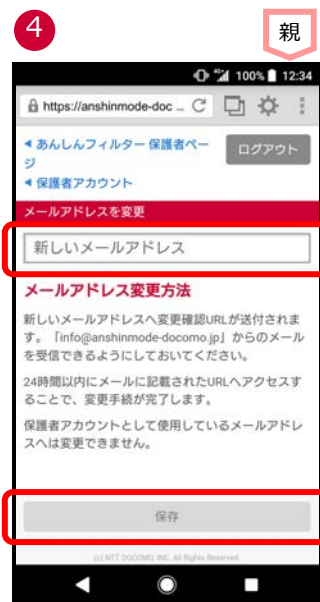 4
親
100% 12:34
https://anshinmode-doc ...
◀ あんしんフィルター 保護者ペー
ジ
ログアウト
◀ 保護者アカウント
メールアドレスを変更
新しいメールアドレス
メールアドレス変更方法
新しいメールアドレスへ変更確認URLが送付されま
す。「info@anshinmode-docomo.jp」からのメール
を受信できるようにしておいてください。
24時間以内にメールに記載されたURLへアクセスす
ることで、変更手続が完了します。
保護者アカウントとして使用しているメールアドレ
スへは変更できません。
保存
(c) NTT DOCOMO, INC. All Rights Reserved.